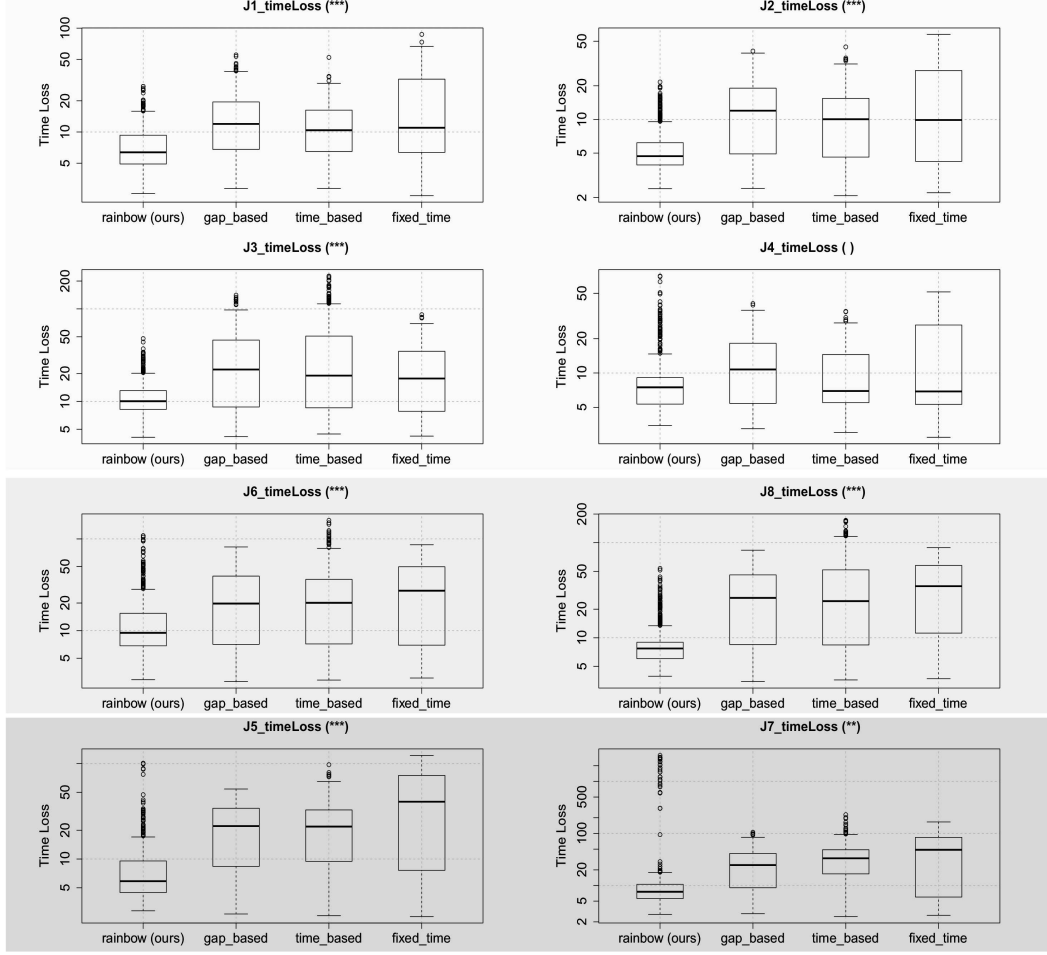 J1_timeLoss (***)
Time Loss
100
50
20
10
5
rainbow (ours) gap_based time_based fixed_time
J2_timeLoss (***)
Time Loss
50
20
10
5
2
rainbow (ours) gap_based time_based fixed_time
J3_timeLoss (***)
Time Loss
200
50
20
10
5
rainbow (ours) gap_based time_based fixed_time
J4_timeLoss ( )
Time Loss
50
20
10
5
rainbow (ours) gap_based time_based fixed_time
J6_timeLoss (***)
Time Loss
50
20
10
5
rainbow (ours) gap_based time_based fixed_time
J8_timeLoss (***)
Time Loss
200
50
20
10
5
rainbow (ours) gap_based time_based fixed_time
J5_timeLoss (***)
Time Loss
50
20
10
5
rainbow (ours) gap_based time_based fixed_time
J7_timeLoss (**)
Time Loss
500
100
20
5
2
rainbow (ours) gap_based time_based fixed_time